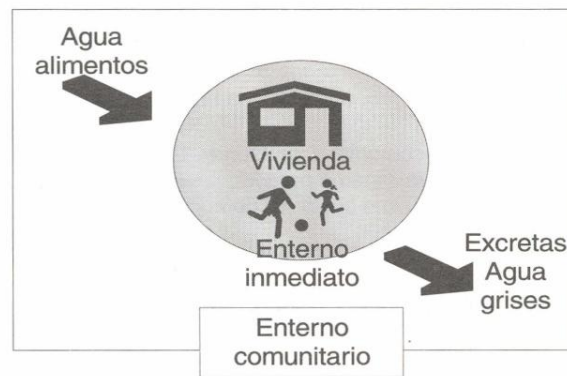 Agua
alimentos
Vivienda
Enterno
inmediato
Excretas
Agua
grises
Enterno
comunitario